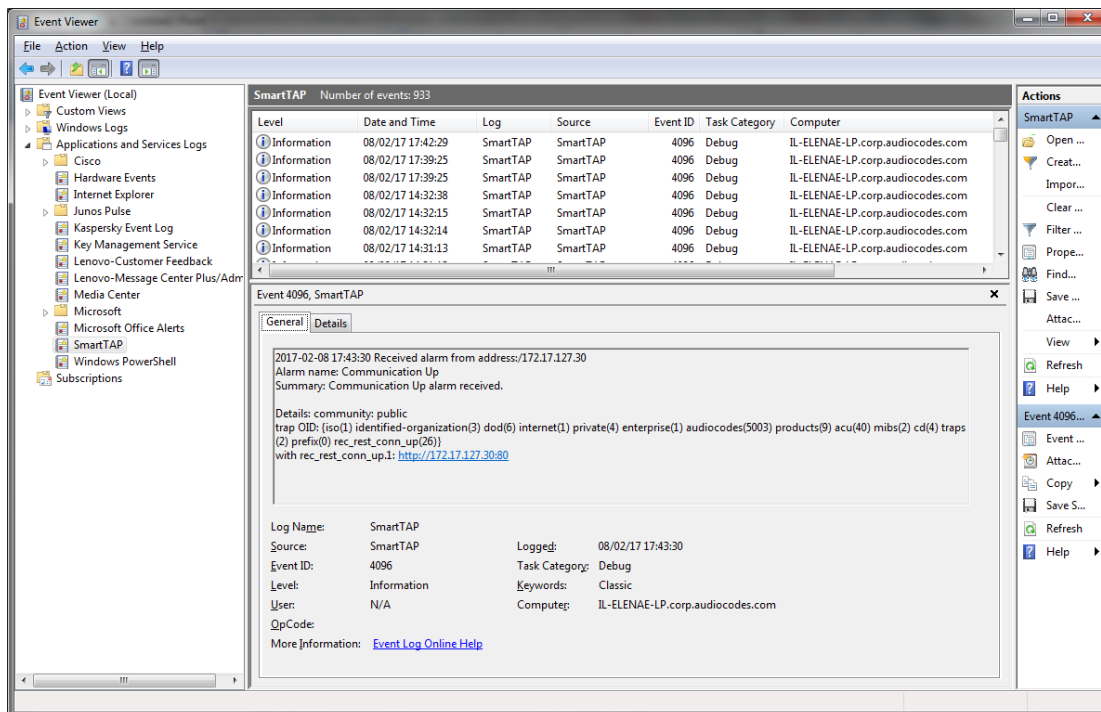 Event Viewer
File Action View Help
Event Viewer (Local)
Custom Views
Windows Logs
Applications and Services Logs
Cisco
Hardware Events
Internet Explorer
Junos Pulse
Kaspersky Event Log
Key Management Service
Lenovo-Customer Feedback
Lenovo-Message Center Plus/Adm
Media Center
Microsoft
Microsoft Office Alerts
SmartTAP
Windows PowerShell
Subscriptions
SmartTAP Number of events: 933
Level Date and Time Log Source Event ID Task Category Computer
Information 08/02/17 17:42:29 SmartTAP SmartTAP 4096 Debug IL-ELENAE-LP.corp.audiocodes.com
Information 08/02/17 17:39:25 SmartTAP SmartTAP 4096 Debug IL-ELENAE-LP.corp.audiocodes.com
Information 08/02/17 17:39:25 SmartTAP SmartTAP 4096 Debug IL-ELENAE-LP.corp.audiocodes.com
Information 08/02/17 14:32:38 SmartTAP SmartTAP 4096 Debug IL-ELENAE-LP.corp.audiocodes.com
Information 08/02/17 14:32:15 SmartTAP SmartTAP 4096 Debug IL-ELENAE-LP.corp.audiocodes.com
Information 08/02/17 14:32:14 SmartTAP SmartTAP 4096 Debug IL-ELENAE-LP.corp.audiocodes.com
Information 08/02/17 14:31:13 SmartTAP SmartTAP 4096 Debug IL-ELENAE-LP.corp.audiocodes.com
Event 4096, SmartTAP
General Details
2017-02-08 17:43:30 Received alarm from address:/172.17.127.30
Alarm name: Communication Up
Summary: Communication Up alarm received.
Details: community: public
trap OID: {iso(1) identified-organization(3) dod(6) internet(1) private(4) enterprise(1) audiocodes(5003) products(9) acu(40) mibs(2) cd(4) traps
(2) prefix(0) rec_rest_conn_up(26)}
with rec_rest_conn_up.1: http://172.17.127.30:80
Log Name: SmartTAP
Source: SmartTAP Logged: 08/02/17 17:43:30
Event ID: 4096 Task Category: Debug
Level: Information Keywords: Classic
User: N/A Computer: IL-ELENAE-LP.corp.audiocodes.com
OpCode:
More Information: Event Log Online Help
Actions
SmartTAP
Open ...
Creat...
Impor...
Clear ...
Filter ...
Prope...
Find...
Save ...
Attac...
View
Refresh
Help
Event 4096...
Event ...
Attac...
Copy
Save S...
Refresh
Help